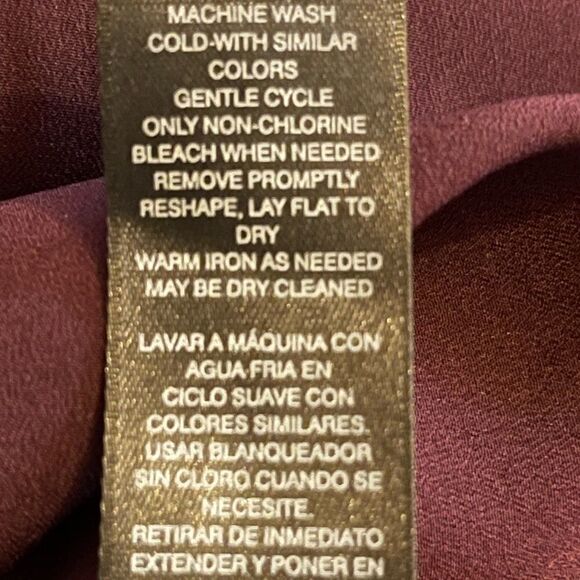 MACHINE WASH
COLD-WITH SIMILAR
COLORS
GENTLE CYCLE
ONLY NON-CHLORINE
BLEACH WHEN NEEDED
REMOVE PROMPTLY
RESHAPE, LAY FLAT TO
DRY
WARM IRON AS NEEDED
MAY BE DRY CLEANED
LAVAR A MÁQUINA CON
AGUA FRIA EN
CICLO SUAVE CON
COLORES SIMILARES.
USAR BLANQUEADOR
SIN CLORO CUANDO SE
NECESITE.
RETIRAR DE INMEDIATO
EXTENDER Y PONER EN